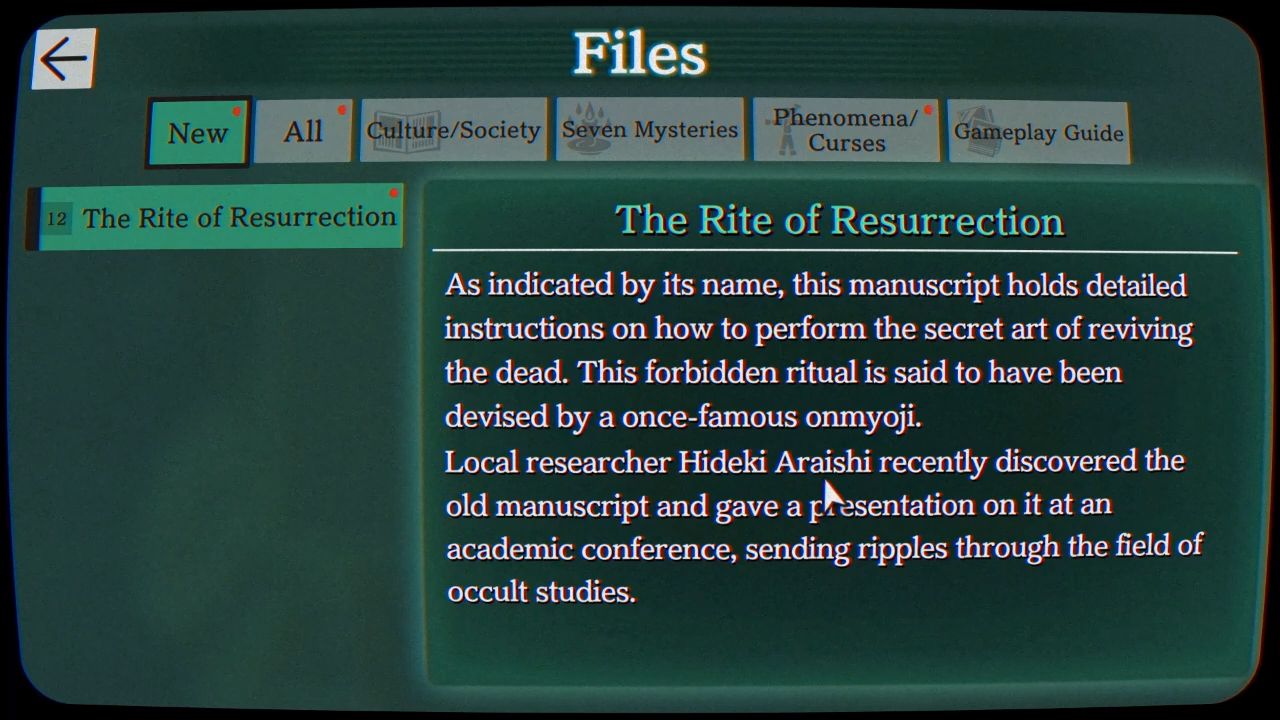 Files
New
All
Culture/Society
Seven Mysteries
Phenomena/
Curses
Gameplay Guide
12 The Rite of Resurrection
The Rite of Resurrection
As indicated by its name, this manuscript holds detailed
instructions on how to perform the secret art of reviving
the dead. This forbidden ritual is said to have been
devised by a once-famous onmyoji.
Local researcher Hideki Araishi recently discovered the
old manuscript and gave a presentation on it at an
academic conference, sending ripples through the field of
occult studies.